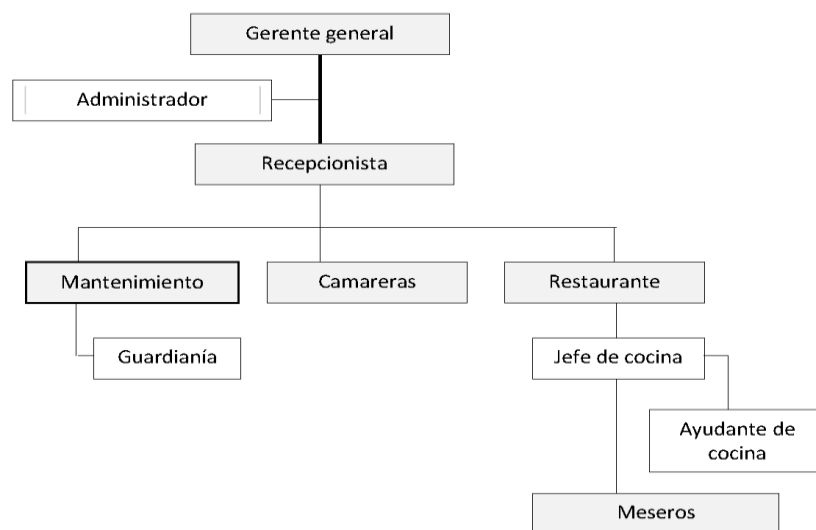 Gerente general
Administrador
Recepcionista
Mantenimiento
Camareras
Restaurante
Guardianía
Jefe de cocina
Ayudante de
cocina
Meseros